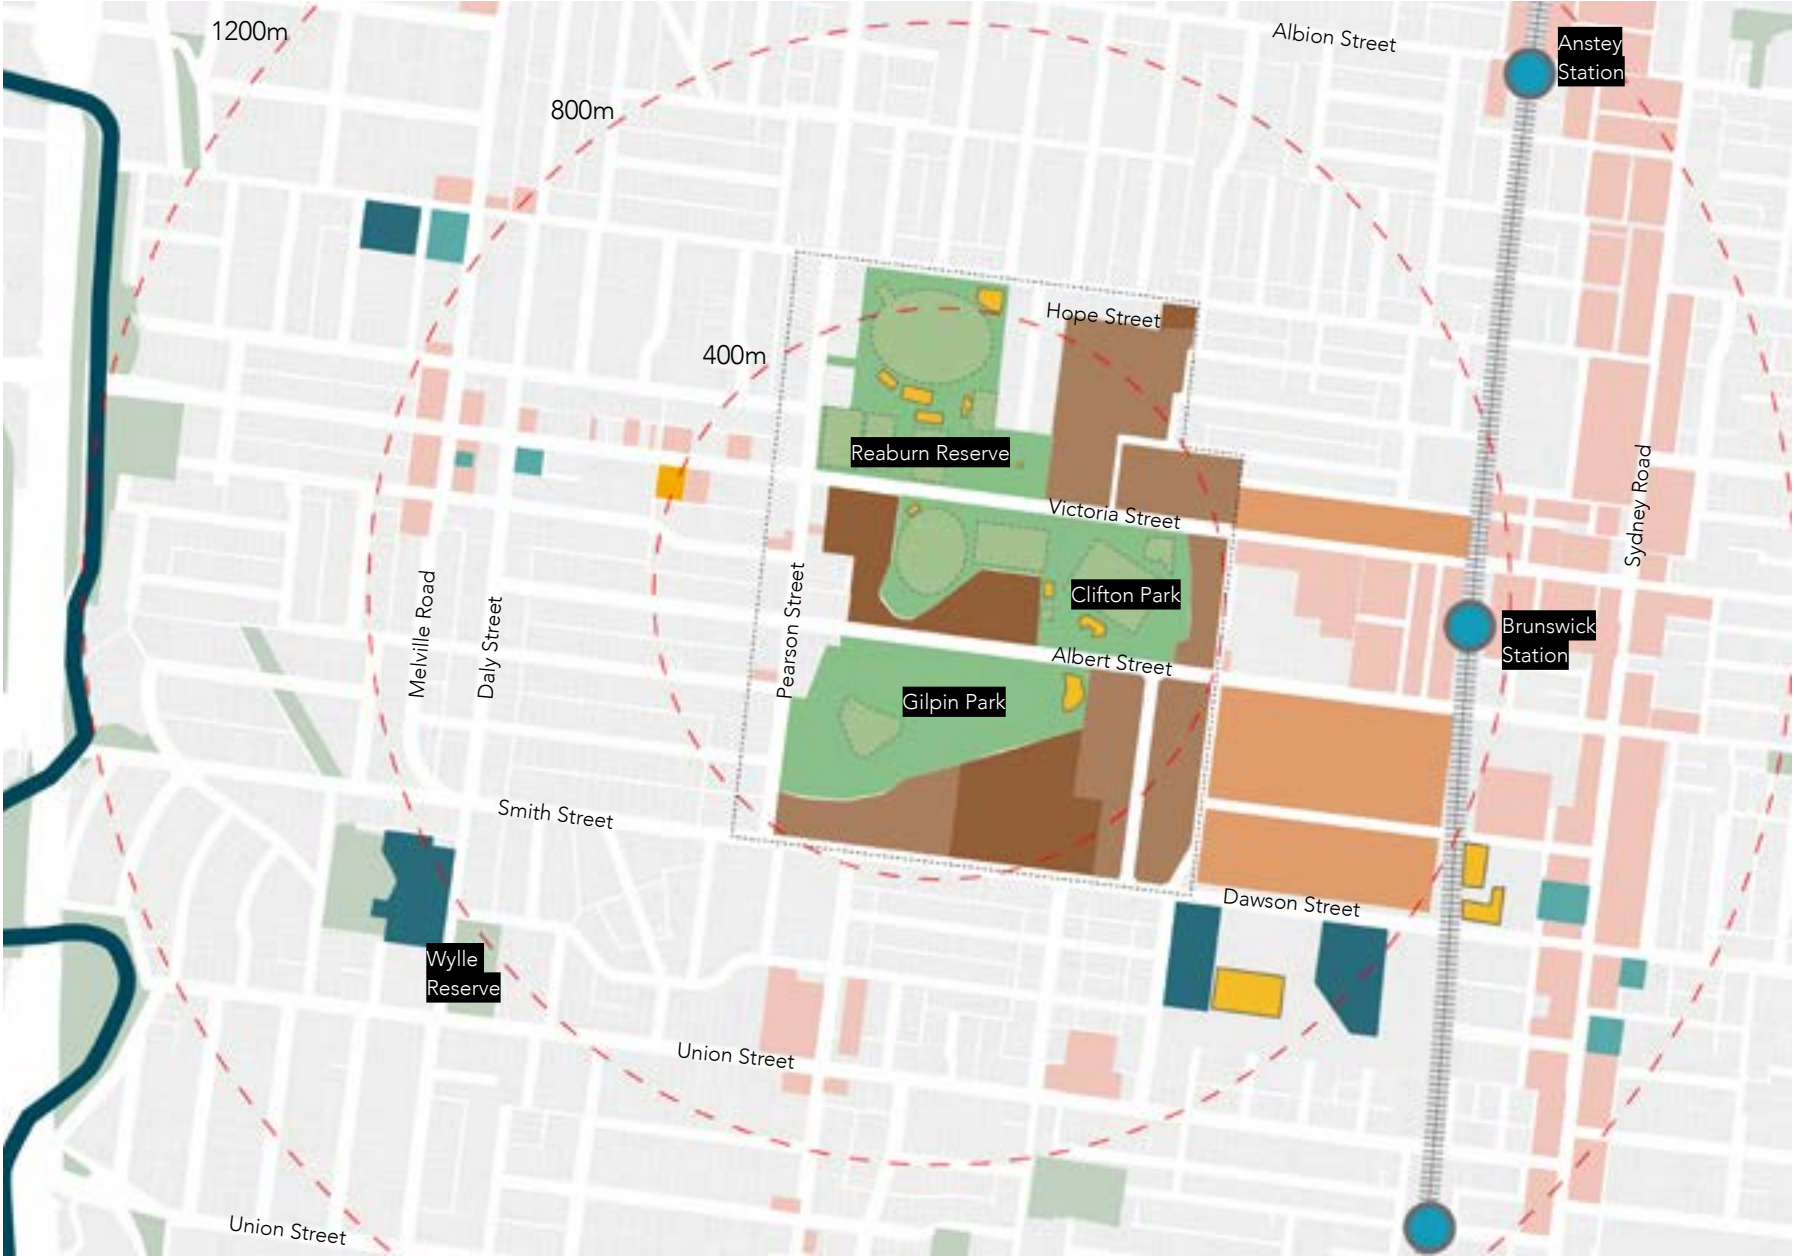 1200m
Albion Street
Anstey
Station
800m
Hope Street
400m
Reaburn Reserve
Sydney Road
Victoria Street
Melville Road
Daly Street
Pearson Street
Clifton Park
Brunswick
Station
Albert Street
Gilpin Park
Smith Street
Dawson Street
Wylle
Reserve
Union Street
Union Street